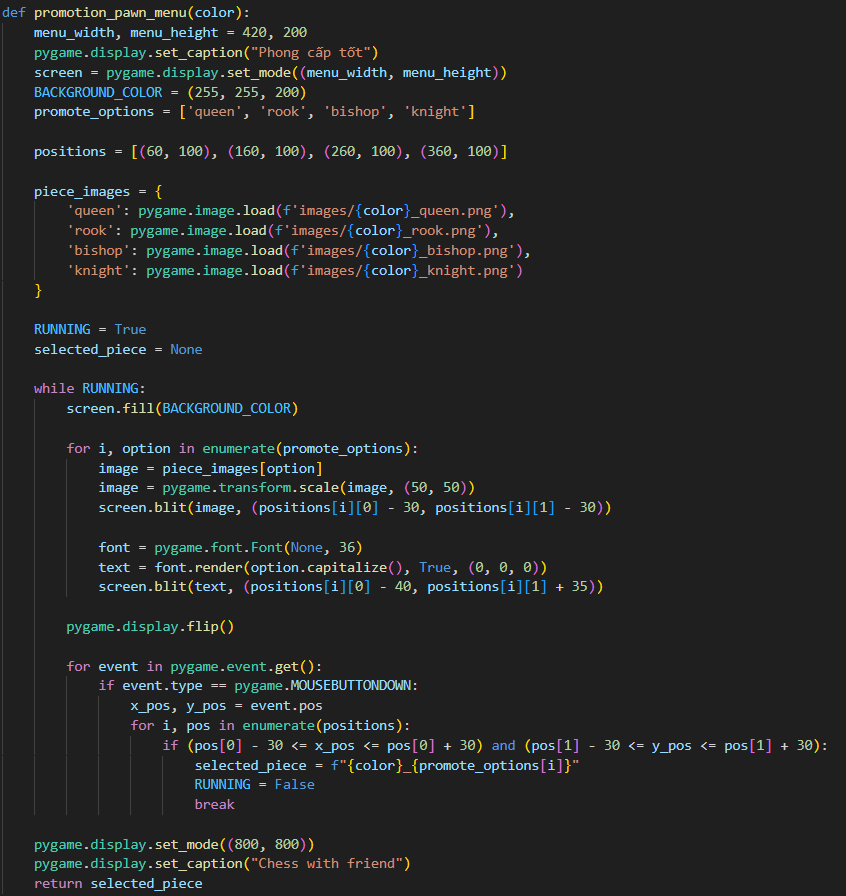 def promotion_pawn_menu(color):
    menu_width, menu_height = 420, 200
    pygame.display.set_caption("Phong cấp tốt")
    screen = pygame.display.set_mode((menu_width, menu_height))
    BACKGROUND_COLOR = (255, 255, 200)
    promote_options = ['queen', 'rook', 'bishop', 'knight']

    positions = [(60, 100), (160, 100), (260, 100), (360, 100)]

    piece_images = {
        'queen': pygame.image.load(f'images/{color}_queen.png'),
        'rook': pygame.image.load(f'images/{color}_rook.png'),
        'bishop': pygame.image.load(f'images/{color}_bishop.png'),
        'knight': pygame.image.load(f'images/{color}_knight.png')
    }

    RUNNING = True
    selected_piece = None

    while RUNNING:
        screen.fill(BACKGROUND_COLOR)

        for i, option in enumerate(promote_options):
            image = piece_images[option]
            image = pygame.transform.scale(image, (50, 50))
            screen.blit(image, (positions[i][0] - 30, positions[i][1] - 30))

            font = pygame.font.Font(None, 36)
            text = font.render(option.capitalize(), True, (0, 0, 0))
            screen.blit(text, (positions[i][0] - 40, positions[i][1] + 35))

        pygame.display.flip()

        for event in pygame.event.get():
            if event.type == pygame.MOUSEBUTTONDOWN:
                x_pos, y_pos = event.pos
                for i, pos in enumerate(positions):
                    if (pos[0] - 30 <= x_pos <= pos[0] + 30) and (pos[1] - 30 <= y_pos <= pos[1] + 30):
                        selected_piece = f"{color}_{promote_options[i]}"
                        RUNNING = False
                        break

    pygame.display.set_mode((800, 800))
    pygame.display.set_caption("Chess with friend")
    return selected_piece